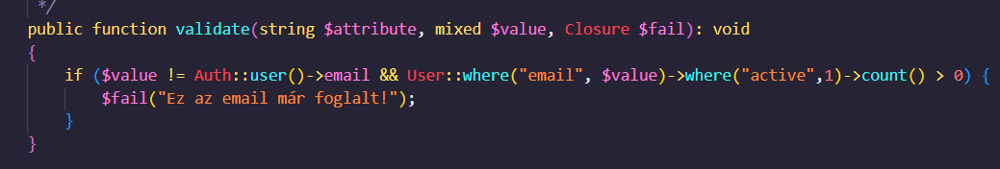 */
public function validate(string $attribute, mixed $value, Closure $fail): void
{
if ($value != Auth::user()->email && User::where("email", $value)->where("active",1)->count() > 0) {
$fail("Ez az email már foglalt!");
}
}